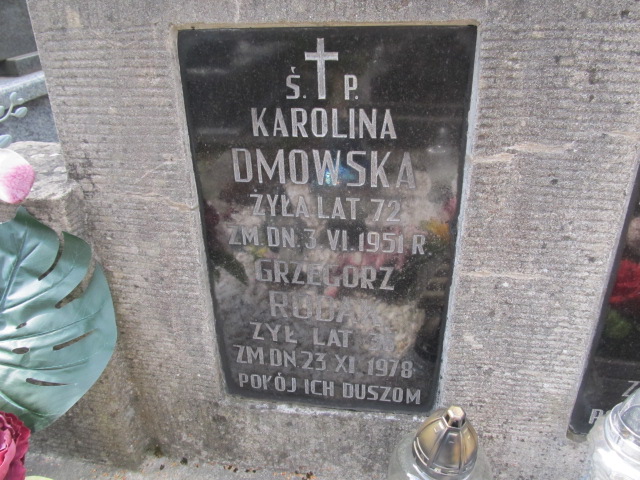 Ś. P.
KAROLINA
DMOWSKA
ŻYŁA LAT 72
ZM. DN. 3. VI. 1951 R.
GRZEGORZ
ŻYŁ LAT
ZM DN 23 XI. 1978
POKÓJ ICH DUSZOM